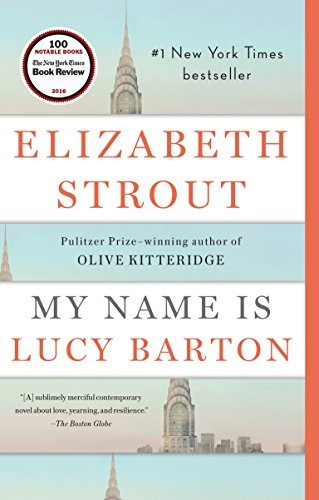 100
NOTABLE BOOKS
The New York Times
Book Review
2016
#1 New York Times
bestseller
ELIZABETH
STROUT
Pulitzer Prize–winning author of
OLIVE KITTERIDGE
MY NAME IS
LUCY BARTON
"[A] sublimely merciful contemporary
novel about love, yearning, and resilience."
—The Boston Globe